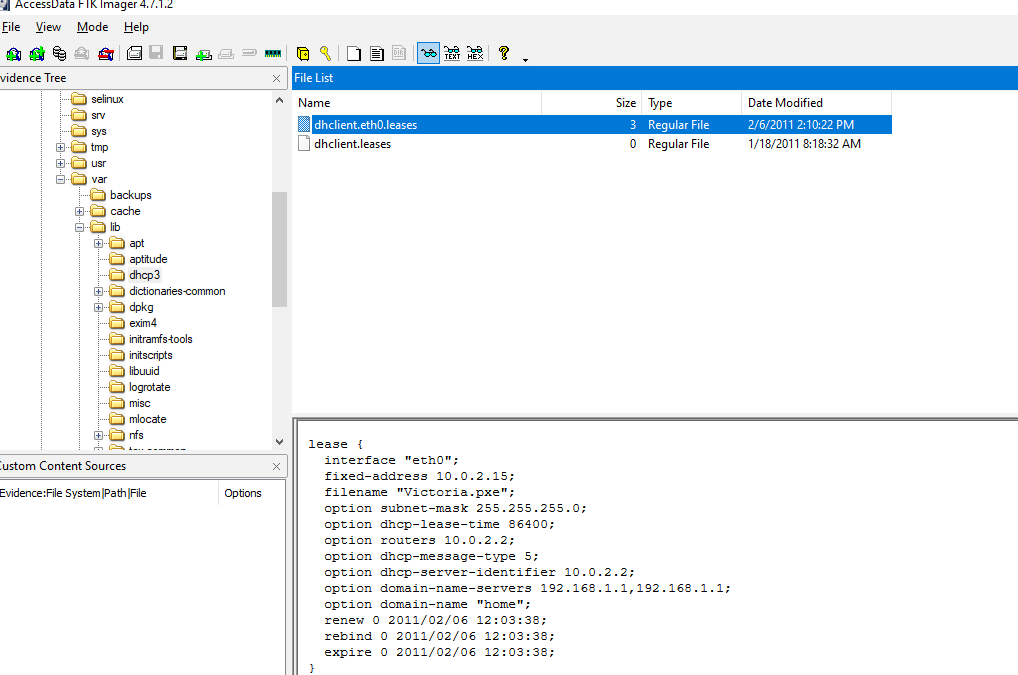 AccessData FTK Imager 4.7.1.2
File View Mode Help
TEXT HEX
vidence Tree
File List
Name Size Type Date Modified
dhclient.eth0.leases 3 Regular File 2/6/2011 2:10:22 PM
dhclient.leases 0 Regular File 1/18/2011 8:18:32 AM
selinux
srv
sys
tmp
usr
var
backups
cache
lib
apt
aptitude
dhcp3
dictionaries-common
dpkg
exim4
initramfs-tools
initscripts
libuuid
logrotate
misc
mlocate
nfs
Custom Content Sources
Evidence:File System|Path|File Options
lease {
interface "eth0";
fixed-address 10.0.2.15;
filename "Victoria.pxe";
option subnet-mask 255.255.255.0;
option dhcp-lease-time 86400;
option routers 10.0.2.2;
option dhcp-message-type 5;
option dhcp-server-identifier 10.0.2.2;
option domain-name-servers 192.168.1.1,192.168.1.1;
option domain-name "home";
renew 0 2011/02/06 12:03:38;
rebind 0 2011/02/06 12:03:38;
expire 0 2011/02/06 12:03:38;
}